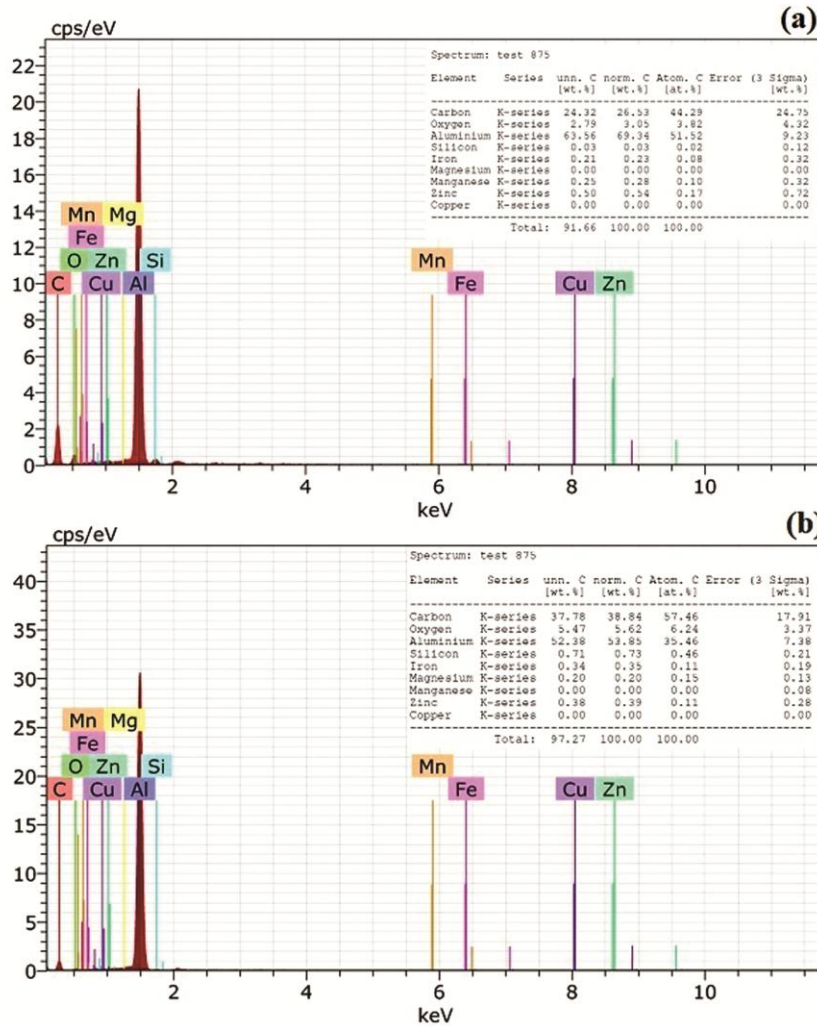 (a)
cps/eV
Spectrum: test 875
Element Series unn. C norm. C Atom. C Error (3 Sigma)
[wt.%] [wt.%] [at.%] [wt.%]
Carbon K-series 24.32 26.53 44.29 24.75
Oxygen K-series 2.79 3.05 3.82 4.32
Aluminium K-series 63.56 69.34 51.52 9.23
Silicon K-series 0.03 0.03 0.02 0.12
Iron K-series 0.21 0.23 0.08 0.32
Magnesium K-series 0.00 0.00 0.00 0.00
Manganese K-series 0.25 0.28 0.10 0.32
Zinc K-series 0.50 0.54 0.17 0.72
Copper K-series 0.00 0.00 0.00 0.00
Total: 91.66 100.00 100.00
22
20
18
16
14
12
10
8
6
4
2
0
Mn Mg
Fe
O Zn Si
C Cu Al
Mn
Fe Cu Zn
2 4 6 8 10
keV
(b)
cps/eV
Spectrum: test 875
Element Series unn. C norm. C Atom. C Error (3 Sigma)
[wt.%] [wt.%] [at.%] [wt.%]
Carbon K-series 37.78 38.84 57.46 17.91
Oxygen K-series 5.47 5.62 6.24 3.37
Aluminium K-series 52.38 53.85 35.46 7.38
Silicon K-series 0.71 0.73 0.46 0.21
Iron K-series 0.34 0.35 0.11 0.19
Magnesium K-series 0.20 0.20 0.15 0.13
Manganese K-series 0.00 0.00 0.00 0.08
Zinc K-series 0.38 0.39 0.11 0.28
Copper K-series 0.00 0.00 0.00 0.00
Total: 97.27 100.00 100.00
40
35
30
25
20
15
10
5
0
Mn Mg
Fe
O Zn Si
C Cu Al
Mn
Fe Cu Zn
2 4 6 8 10
keV